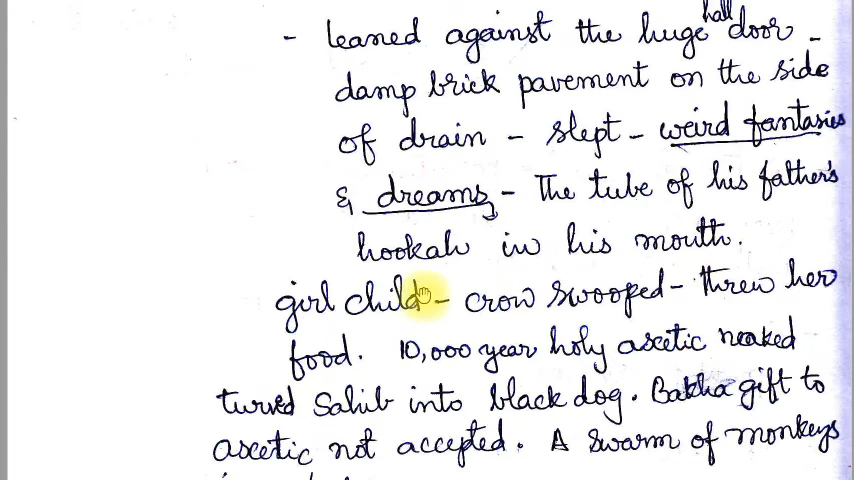 - leaned against the huge hall door -
damp brick pavement on the side
of drain - slept - weird fantasies
& dreams - The tube of his father's
hookah in his mouth.
girl child - crow swooped - threw her
food. 10,000 year holy ascetic neaked
turned Sahib into black dog. Bakha gift to
ascetic not accepted. A swarm of monkeys